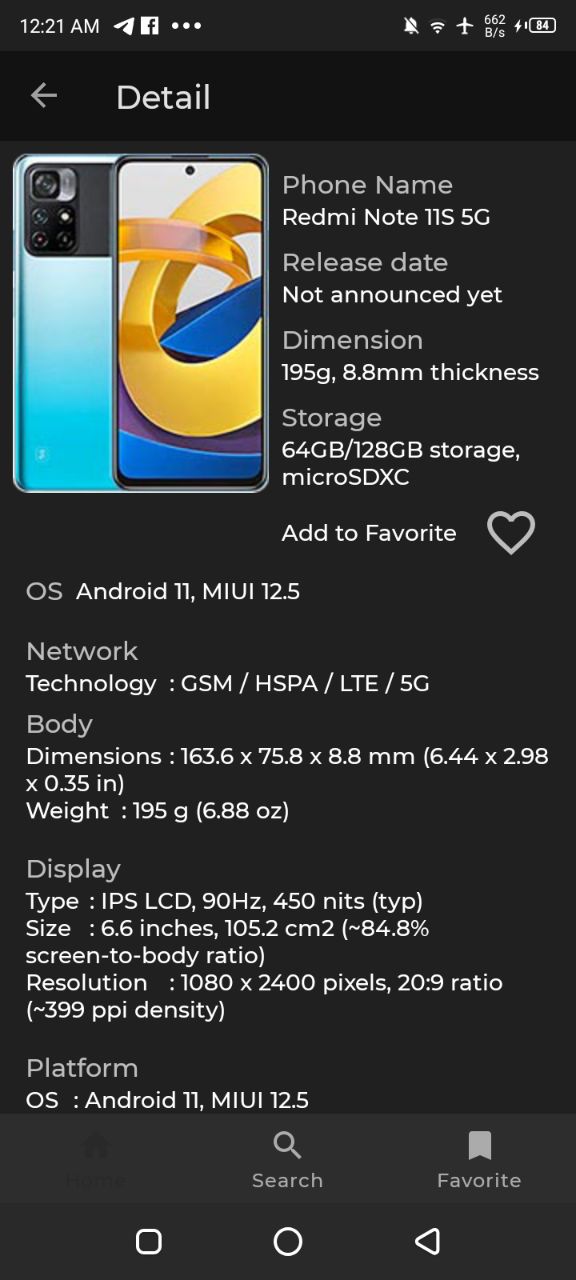 12:21 AM
662
B/s
84
Detail
Phone Name
Redmi Note 11S 5G
Release date
Not announced yet
Dimension
195g, 8.8mm thickness
Storage
64GB/128GB storage,
microSDXC
Add to Favorite
OS Android 11, MIUI 12.5
Network
Technology : GSM / HSPA / LTE / 5G
Body
Dimensions : 163.6 x 75.8 x 8.8 mm (6.44 x 2.98
x 0.35 in)
Weight : 195 g (6.88 oz)
Display
Type : IPS LCD, 90Hz, 450 nits (typ)
Size : 6.6 inches, 105.2 cm2 (~84.8%
screen-to-body ratio)
Resolution : 1080 x 2400 pixels, 20:9 ratio
(~399 ppi density)
Platform
OS : Android 11, MIUI 12.5
Home
Search
Favorite